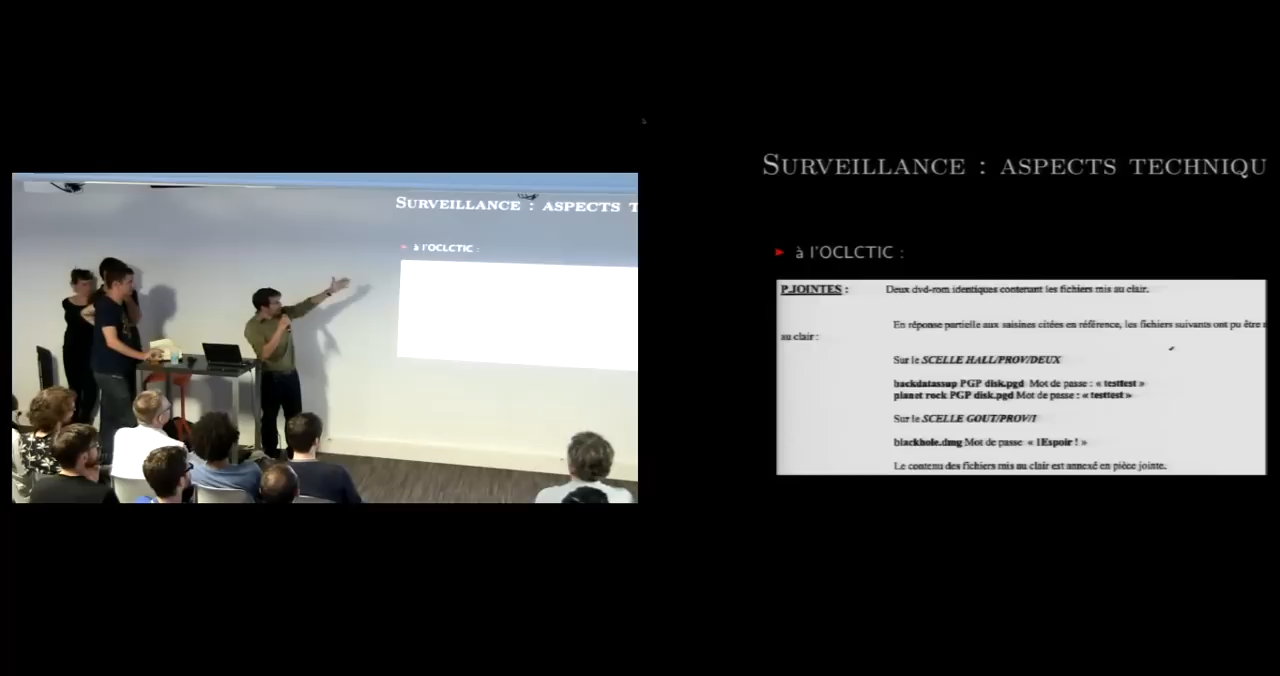 SURVEILLANCE : ASPECTS T
à l'OCLCTIC :
SURVEILLANCE : ASPECTS TECHNIQU
à l'OCLCTIC :
P.JOINTES : Deux dvd-rom identiques contenant les fichiers mis au clair.
En réponse partielle aux saisines citées en référence, les fichiers suivants ont pu être
au clair :
Sur le SCELLE HALL/PROV/DEUX
backdatassup PGP disk.pgd Mot de passe : « testtest »
planet rock PGP disk.pgd Mot de passe : « testtest »
Sur le SCELLE GOUT/PROV/1
blackhole.dmg Mot de passe « 1Espoir ! »
Le contenu des fichiers mis au clair est annexé en pièce jointe.